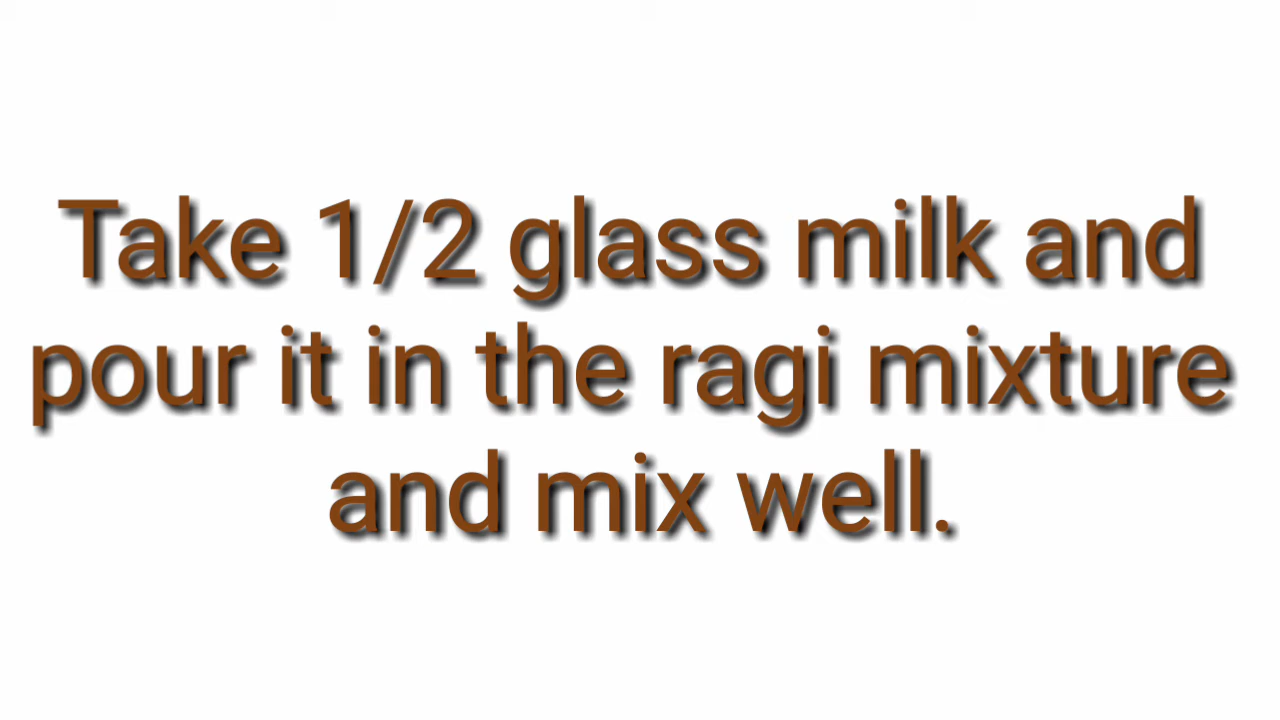 Take 1/2 glass milk and
pour it in the ragi mixture
and mix well.